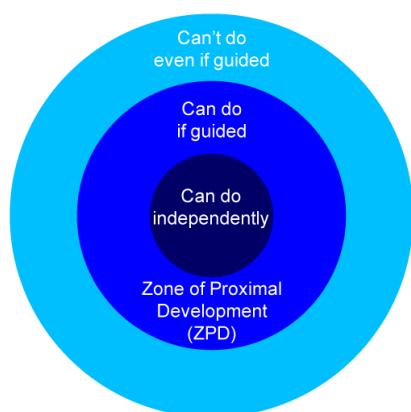 Can't do
even if guided
Can do
if guided
Can do
independently
Zone of Proximal
Development
(ZPD)